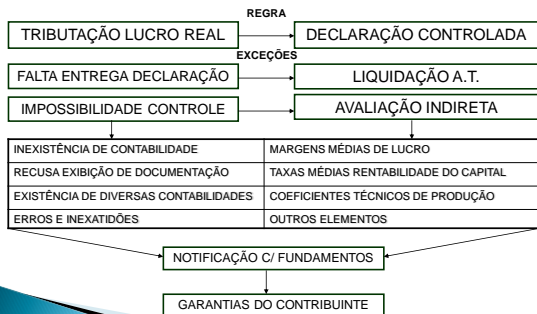 REGRA
TRIBUTAÇÃO LUCRO REAL
DECLARAÇÃO CONTROLADA
EXCEÇÕES
FALTA ENTREGA DECLARAÇÃO
LIQUIDAÇÃO A.T.
IMPOSSIBILIDADE CONTROLE
AVALIAÇÃO INDIRETA
INEXISTÊNCIA DE CONTABILIDADE
MARGENS MÉDIAS DE LUCRO
RECUSA EXIBIÇÃO DE DOCUMENTAÇÃO
TAXAS MÉDIAS RENTABILIDADE DO CAPITAL
EXISTÊNCIA DE DIVERSAS CONTABILIDADES
COEFICIENTES TÉCNICOS DE PRODUÇÃO
ERROS E INEXATIDÕES
OUTROS ELEMENTOS
NOTIFICAÇÃO C/ FUNDAMENTOS
GARANTIAS DO CONTRIBUINTE